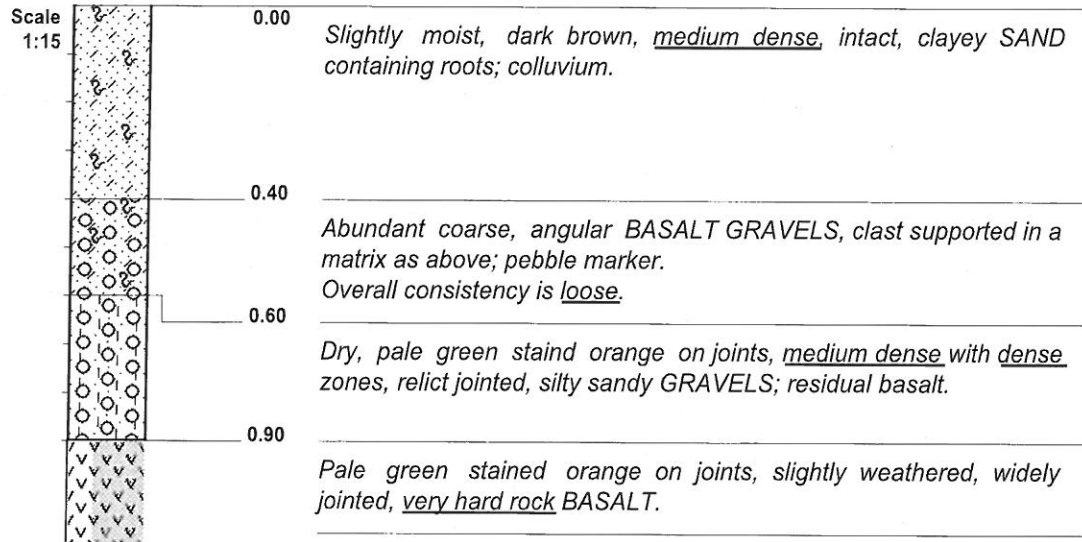 Scale
1:15
0.00
Slightly moist, dark brown, medium dense, intact, clayey SAND
containing roots; colluvium.
0.40
Abundant coarse, angular BASALT GRAVELS, clast supported in a
matrix as above; pebble marker.
Overall consistency is loose.
0.60
Dry, pale green staind orange on joints, medium dense with dense
zones, relict jointed, silty sandy GRAVELS; residual basalt.
0.90
Pale green stained orange on joints, slightly weathered, widely
jointed, very hard rock BASALT.